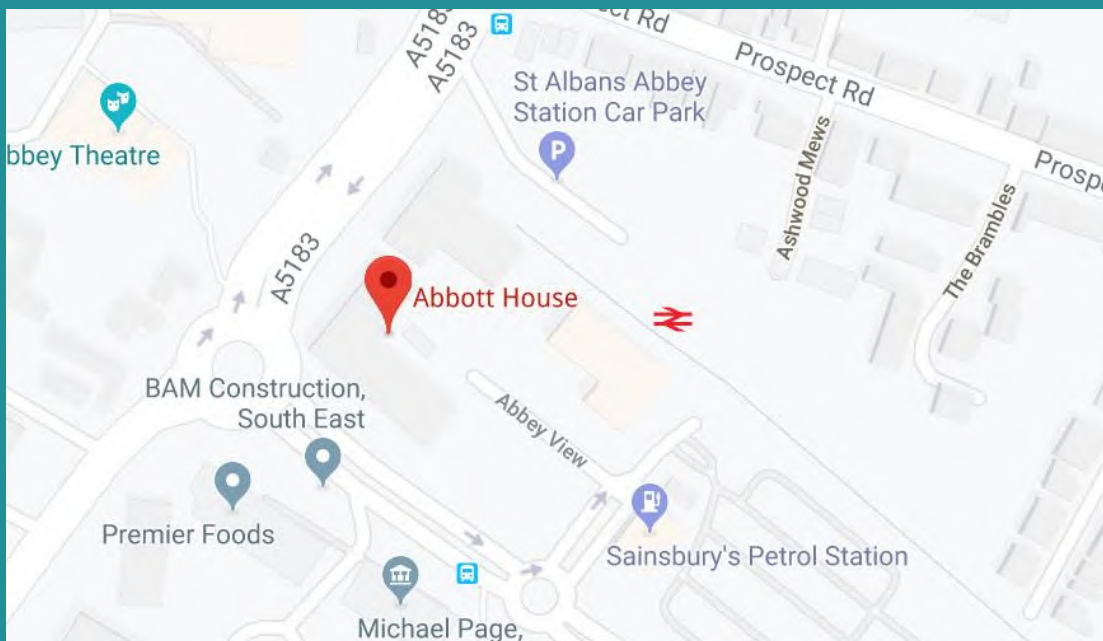 A5183
A5183
Rd
Prospect Rd
Prosp
St Albans Abbey
Station Car Park
P
bbey Theatre
Ashwood Mews
The Brambles
A5183
Abbott House
BAM Construction,
South East
Abbey View
Premier Foods
Sainsbury's Petrol Station
Michael Page,